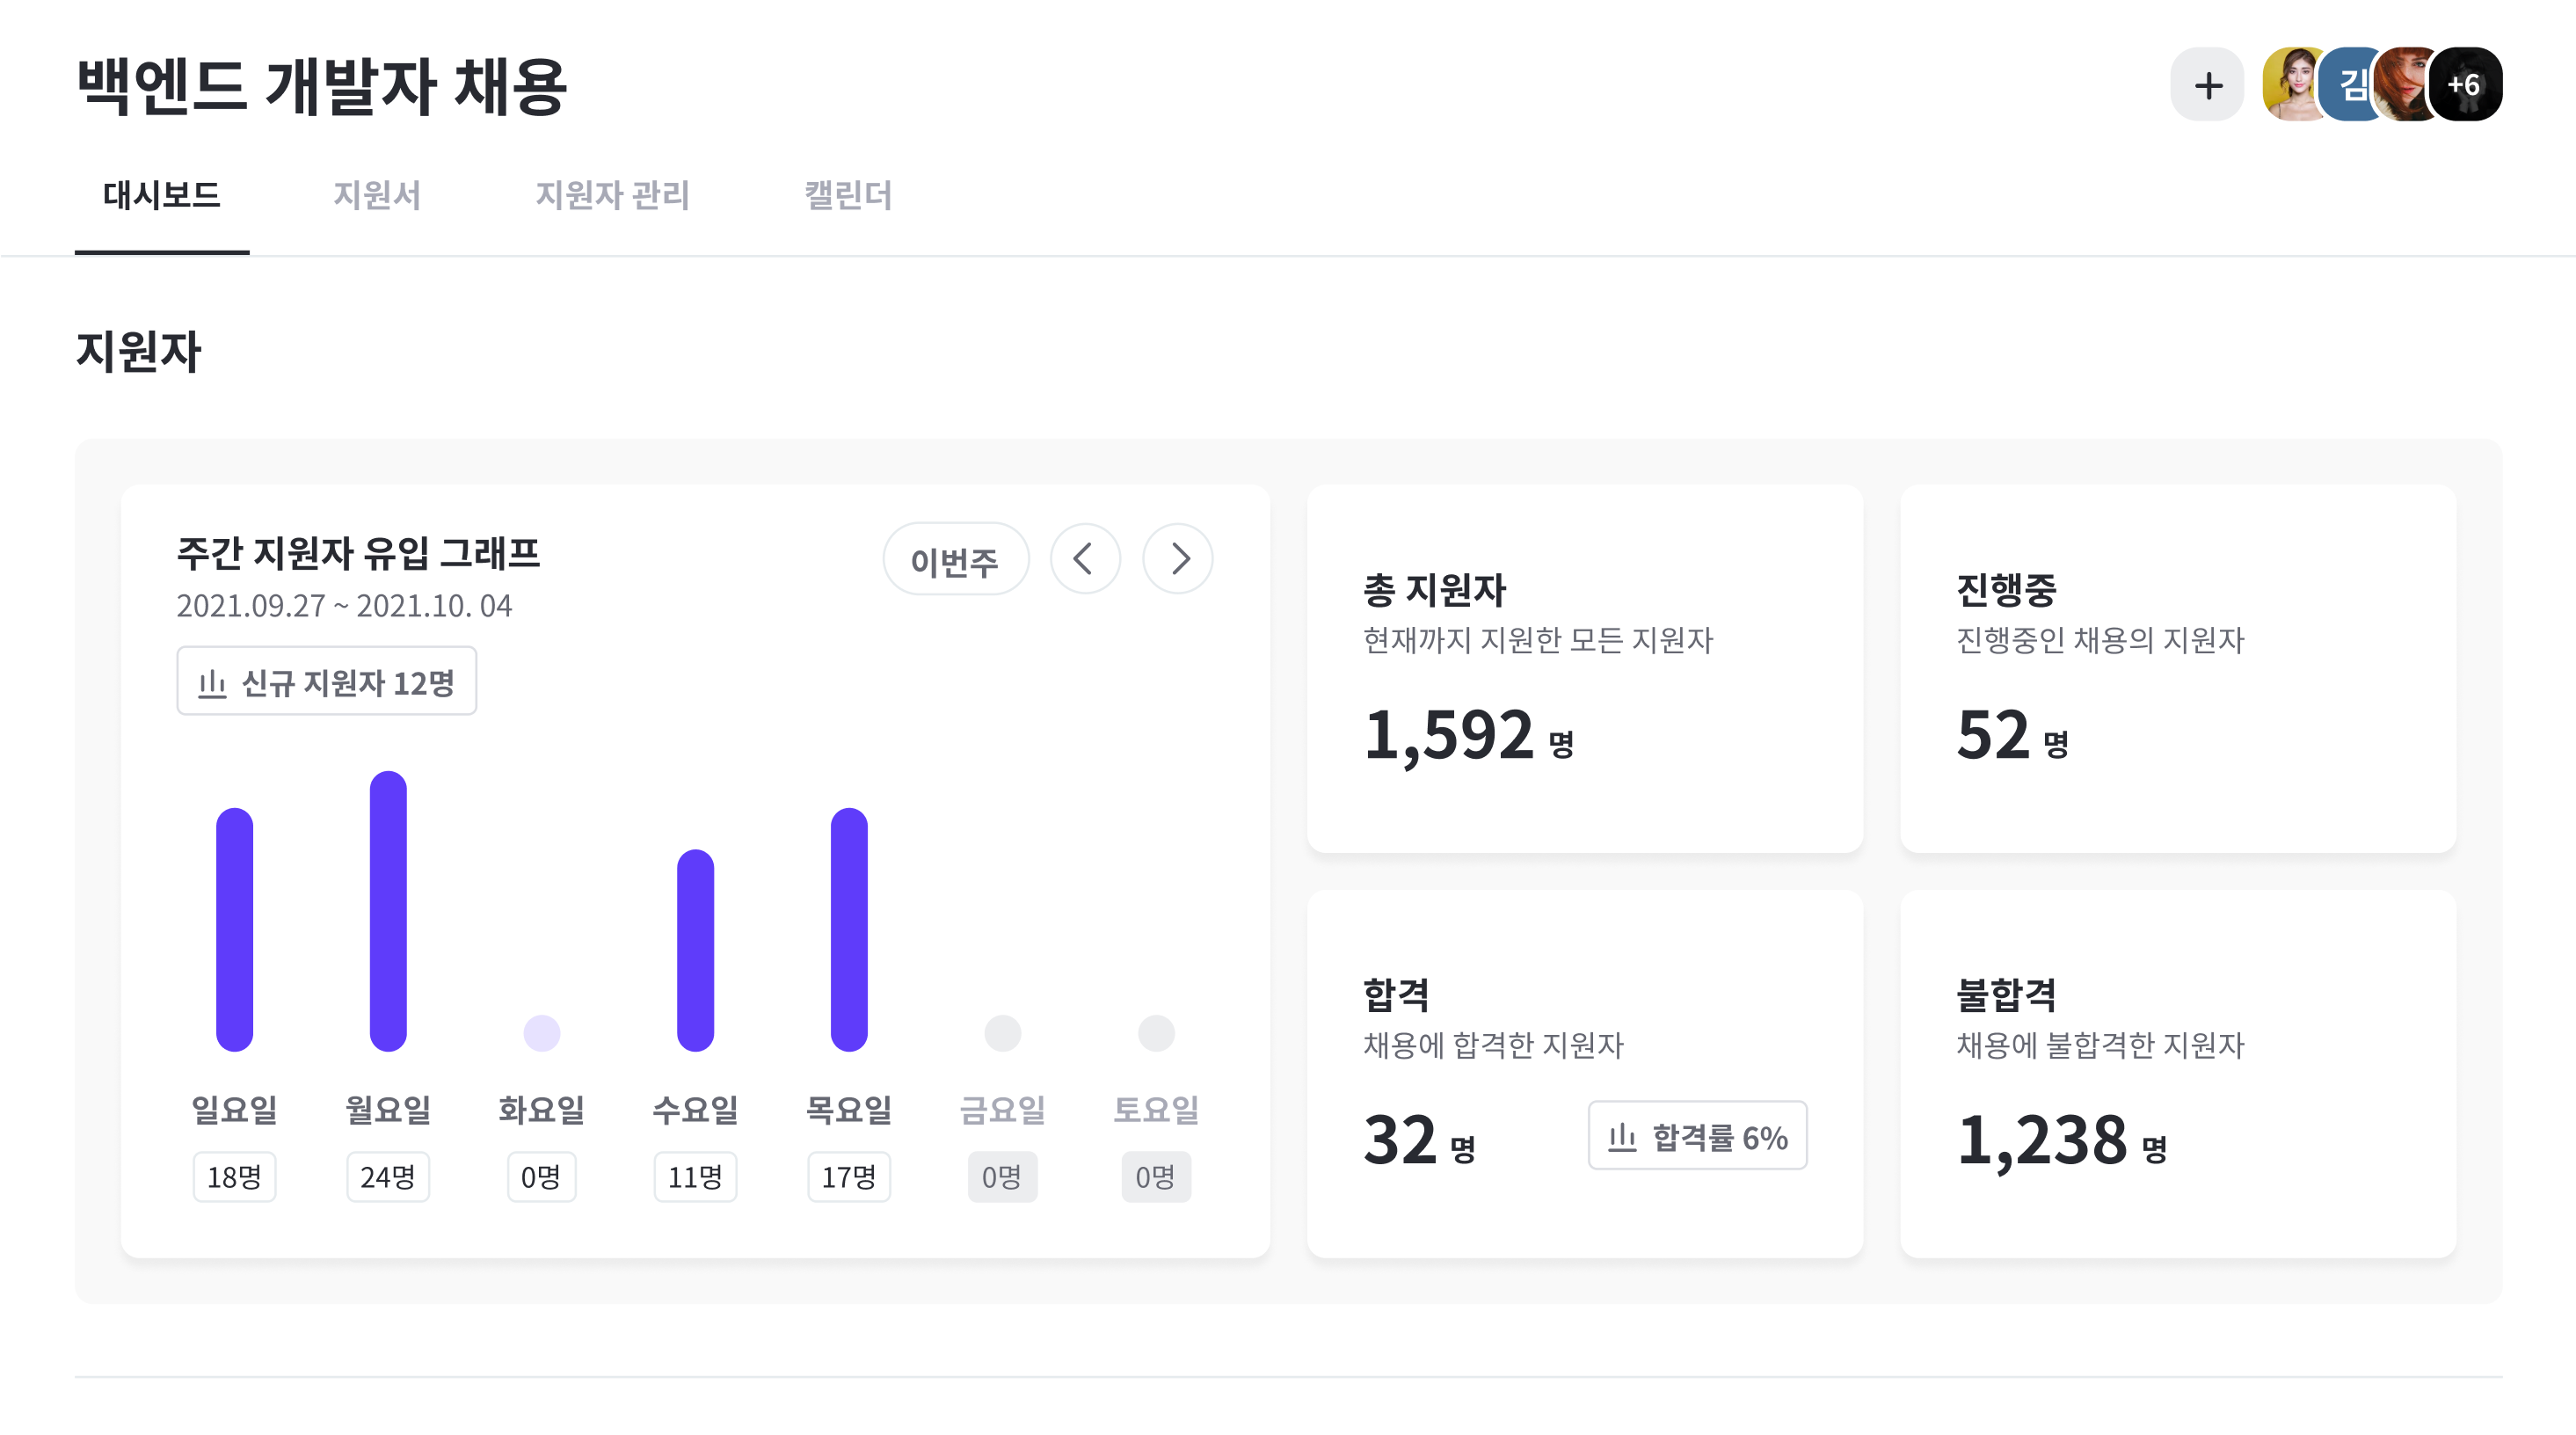 백엔드 개발자 채용
+6
김
대시보드 지원서 지원자 관리 캘린더
지원자
주간 지원자 유입 그래프
이번주
2021.09.27 ~ 2021.10. 04
신규 지원자 12명
일요일 월요일 화요일 수요일 목요일 금요일 토요일
18명 24명 0명 11명 17명 0명 0명
총 지원자
현재까지 지원한 모든 지원자
1,592 명
진행중
진행중인 채용의 지원자
52 명
합격
채용에 합격한 지원자
32 명
합격률 6%
불합격
채용에 불합격한 지원자
1,238 명